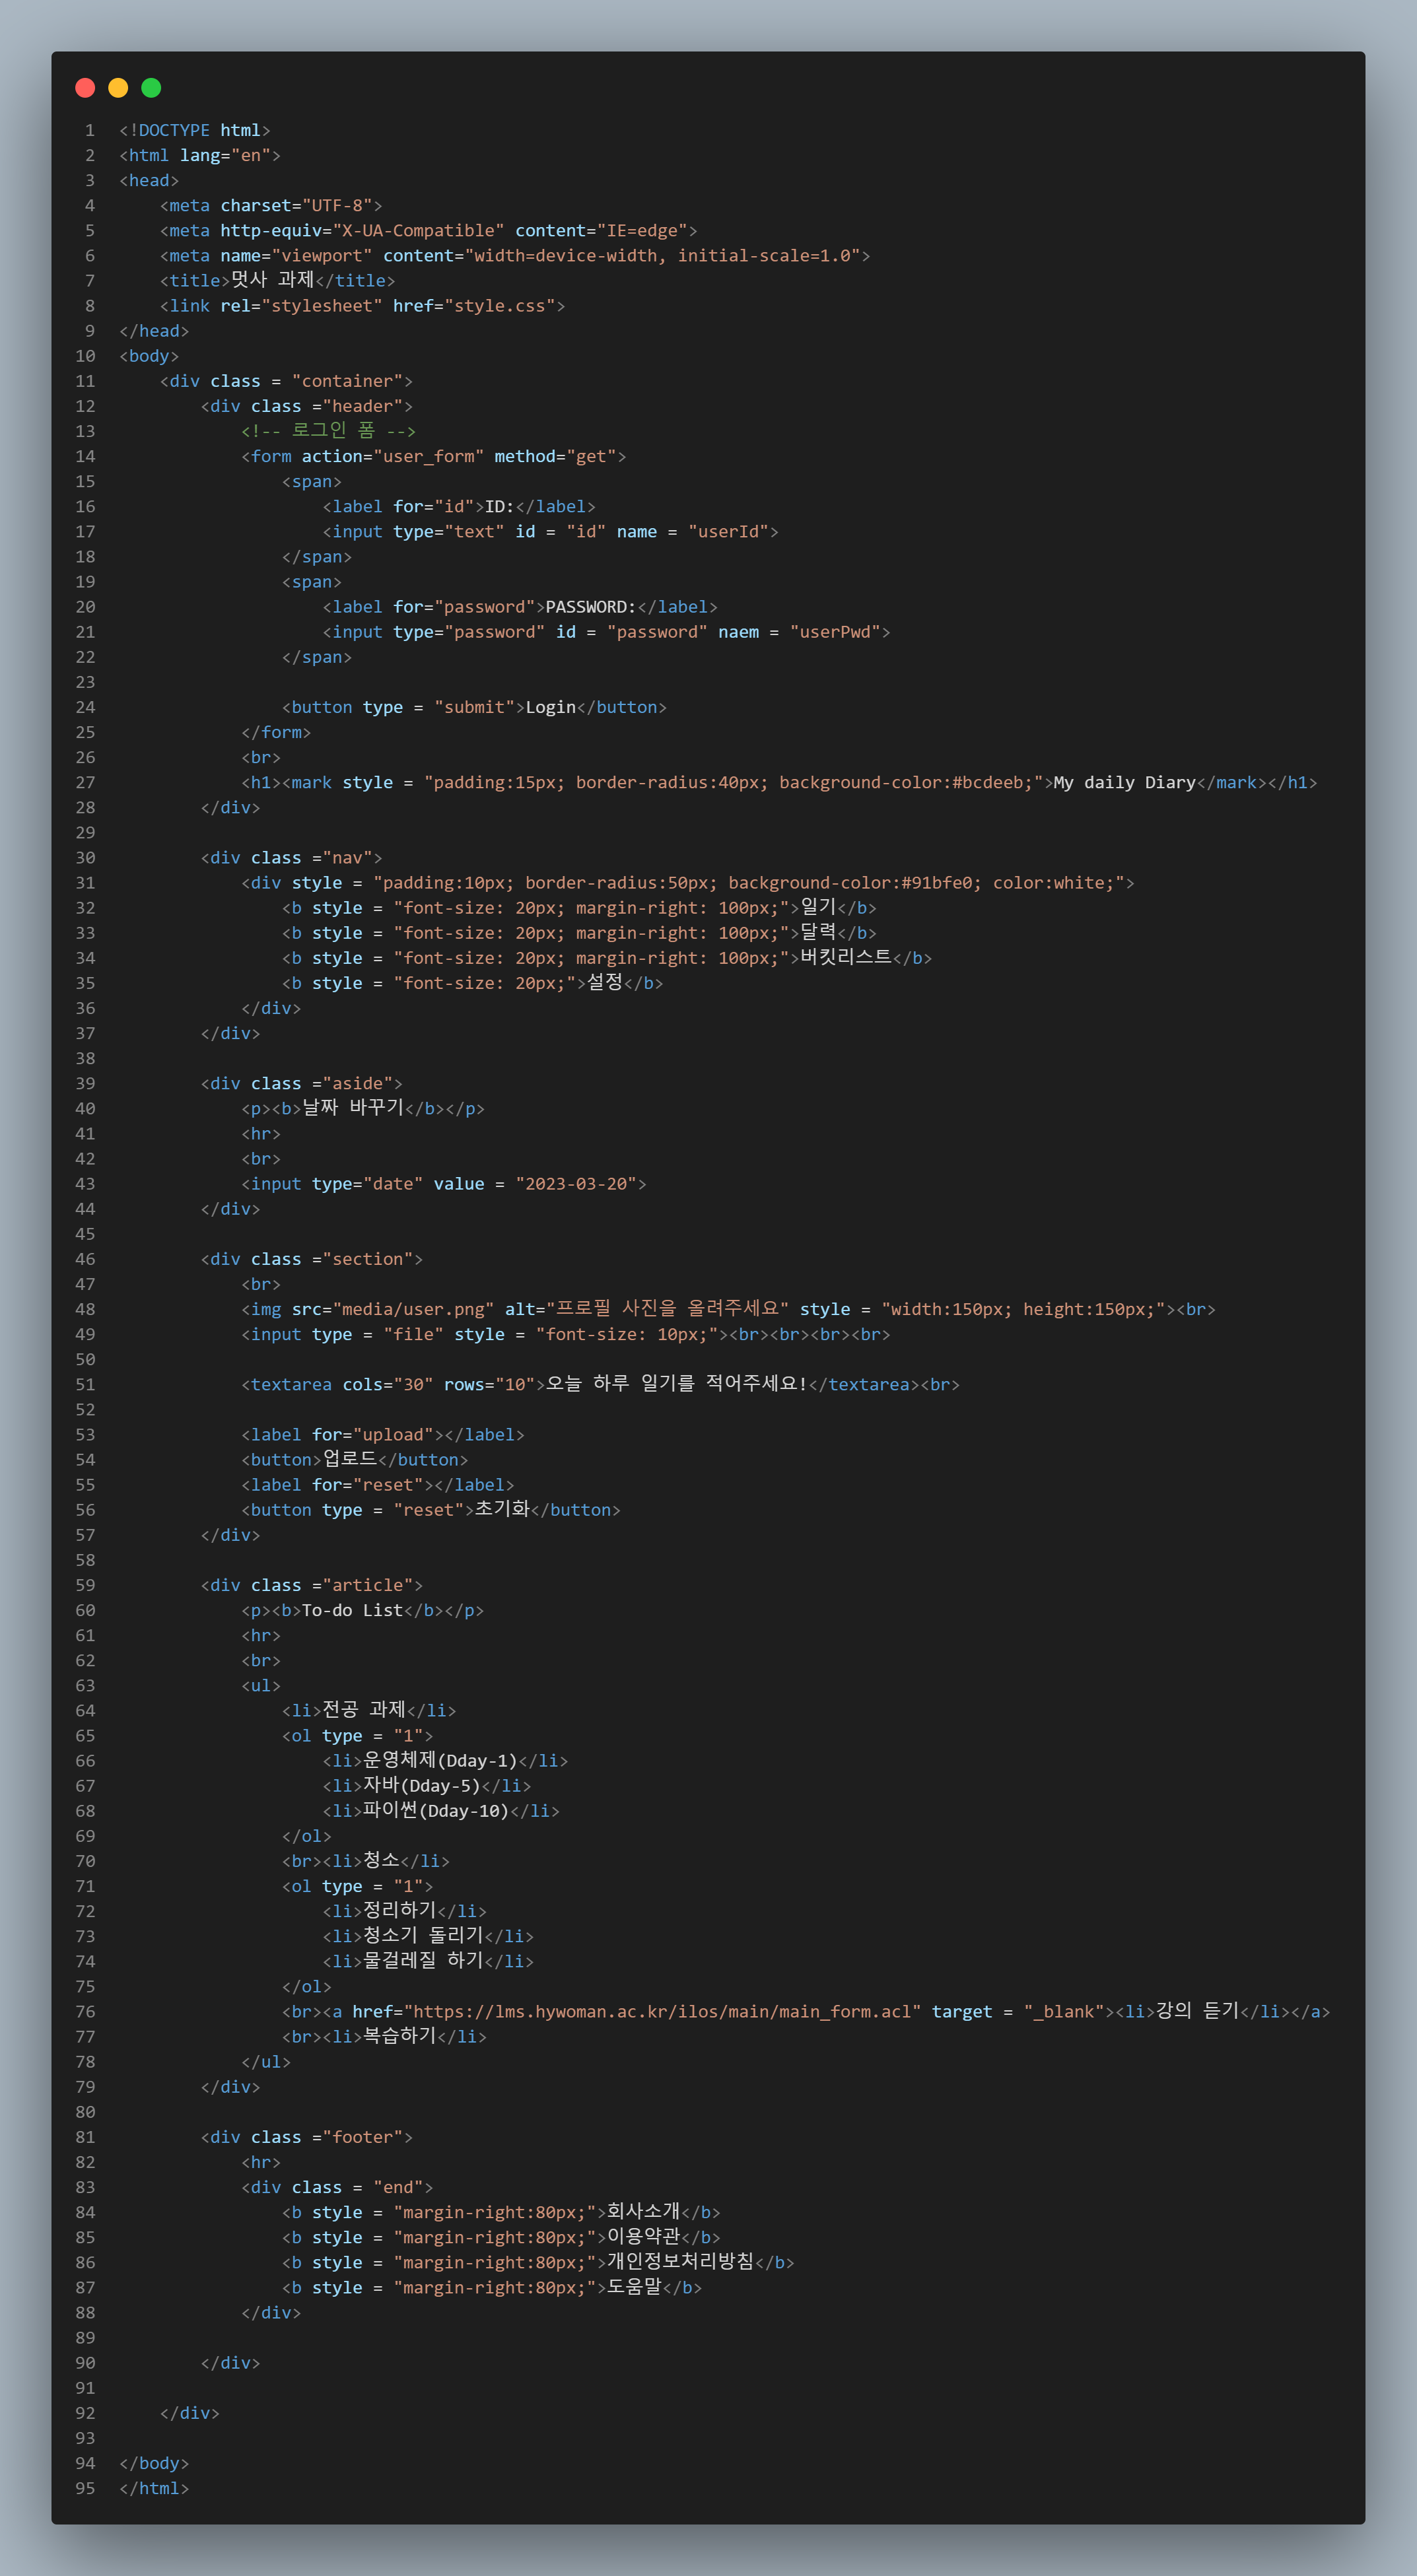 1 <!DOCTYPE html>
2 <html lang="en">
3 <head>
4     <meta charset="UTF-8">
5     <meta http-equiv="X-UA-Compatible" content="IE=edge">
6     <meta name="viewport" content="width=device-width, initial-scale=1.0">
7     <title>멋사 과제</title>
8     <link rel="stylesheet" href="style.css">
9 </head>
10 <body>
11     <div class = "container">
12         <div class ="header">
13             <!-- 로그인 폼 -->
14             <form action="user_form" method="get">
15                 <span>
16                     <label for="id">ID:</label>
17                     <input type="text" id = "id" name = "userId">
18                 </span>
19                 <span>
20                     <label for="password">PASSWORD:</label>
21                     <input type="password" id = "password" naem = "userPwd">
22                 </span>
23
24                 <button type = "submit">Login</button>
25             </form>
26             <br>
27             <h1><mark style = "padding:15px; border-radius:40px; background-color:#bcdeeb;">My daily Diary</mark></h1>
28         </div>
29
30         <div class ="nav">
31             <div style = "padding:10px; border-radius:50px; background-color:#91bfe0; color:white;">
32                 <b style = "font-size: 20px; margin-right: 100px;">일기</b>
33                 <b style = "font-size: 20px; margin-right: 100px;">달력</b>
34                 <b style = "font-size: 20px; margin-right: 100px;">버킷리스트</b>
35                 <b style = "font-size: 20px;">설정</b>
36             </div>
37         </div>
38
39         <div class ="aside">
40             <p><b>날짜 바꾸기</b></p>
41             <hr>
42             <br>
43             <input type="date" value = "2023-03-20">
44         </div>
45
46         <div class ="section">
47             <br>
48             <img src="media/user.png" alt="프로필 사진을 올려주세요" style = "width:150px; height:150px;"><br>
49             <input type = "file" style = "font-size: 10px;"><br><br><br><br>
50
51             <textarea cols="30" rows="10">오늘 하루 일기를 적어주세요!</textarea><br>
52
53             <label for="upload"></label>
54             <button>업로드</button>
55             <label for="reset"></label>
56             <button type = "reset">초기화</button>
57         </div>
58
59         <div class ="article">
60             <p><b>To-do List</b></p>
61             <hr>
62             <br>
63             <ul>
64                 <li>전공 과제</li>
65                 <ol type = "1">
66                     <li>운영체제(Dday-1)</li>
67                     <li>자바(Dday-5)</li>
68                     <li>파이썬(Dday-10)</li>
69                 </ol>
70                 <br><li>청소</li>
71                 <ol type = "1">
72                     <li>정리하기</li>
73                     <li>청소기 돌리기</li>
74                     <li>물걸레질 하기</li>
75                 </ol>
76                 <br><a href="https://lms.hywoman.ac.kr/ilos/main/main_form.acl" target = "_blank"><li>강의 듣기</li></a>
77                 <br><li>복습하기</li>
78             </ul>
79         </div>
80
81         <div class ="footer">
82             <hr>
83             <div class = "end">
84                 <b style = "margin-right:80px;">회사소개</b>
85                 <b style = "margin-right:80px;">이용약관</b>
86                 <b style = "margin-right:80px;">개인정보처리방침</b>
87                 <b style = "margin-right:80px;">도움말</b>
88             </div>
89
90         </div>
91
92     </div>
93
94 </body>
95 </html>